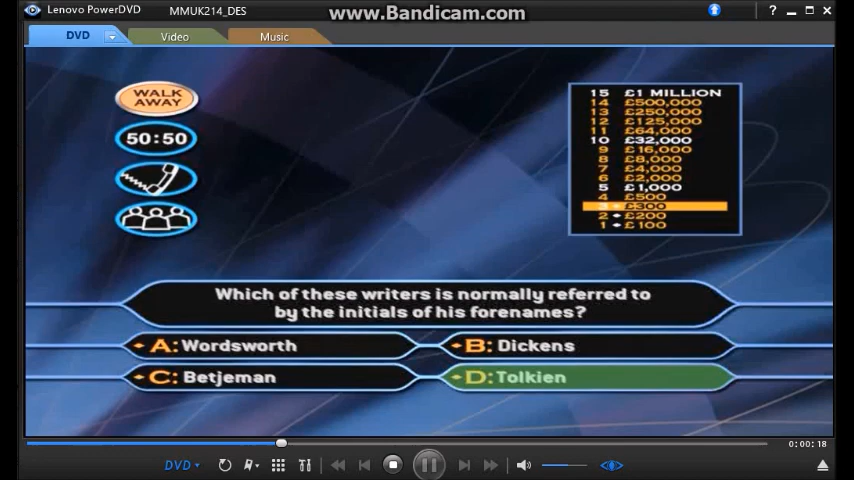 Lenovo PowerDVD
MMUK214_DES
www.Bandicam.com
?
DVD
Video
Music
WALK
AWAY
50:50
15 £1 MILLION
14 £500,000
13 £250,000
12 £125,000
11 £64,000
10 £32,000
9 £16,000
8 £8,000
7 £4,000
6 £2,000
5 £1,000
4 £500
3 £300
2 £200
1 £100
Which of these writers is normally referred to
by the initials of his forenames?
A: Wordsworth
B: Dickens
C: Betjeman
D: Tolkien
0:00:18
DVD